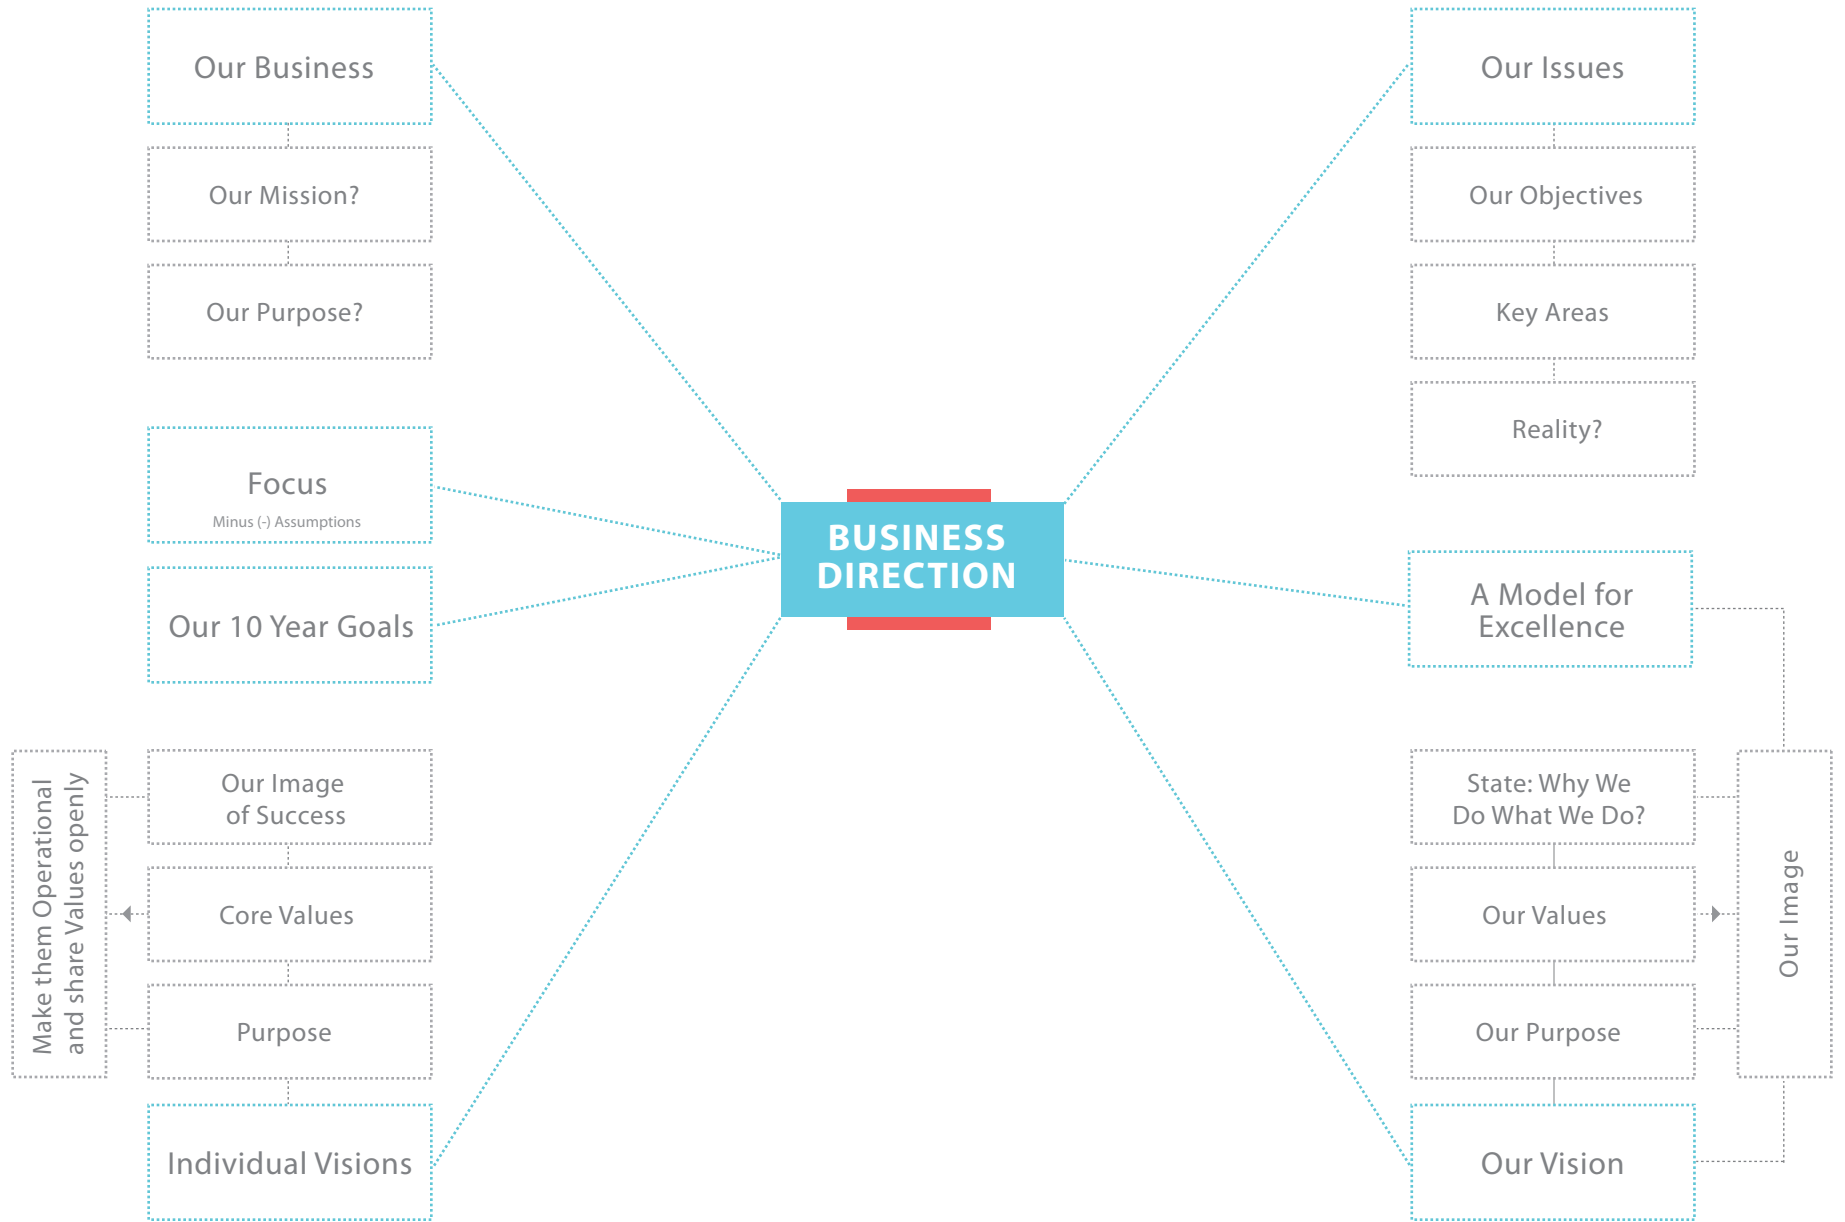 Our Business
Our Mission?
Our Purpose?
Focus
Minus (-) Assumptions
Our 10 Year Goals
Make them Operational
and share Values openly
Our Image
of Success
Core Values
Purpose
Individual Visions
BUSINESS
DIRECTION
Our Issues
Our Objectives
Key Areas
Reality?
A Model for
Excellence
State: Why We
Do What We Do?
Our Values
Our Purpose
Our Vision
Our Image